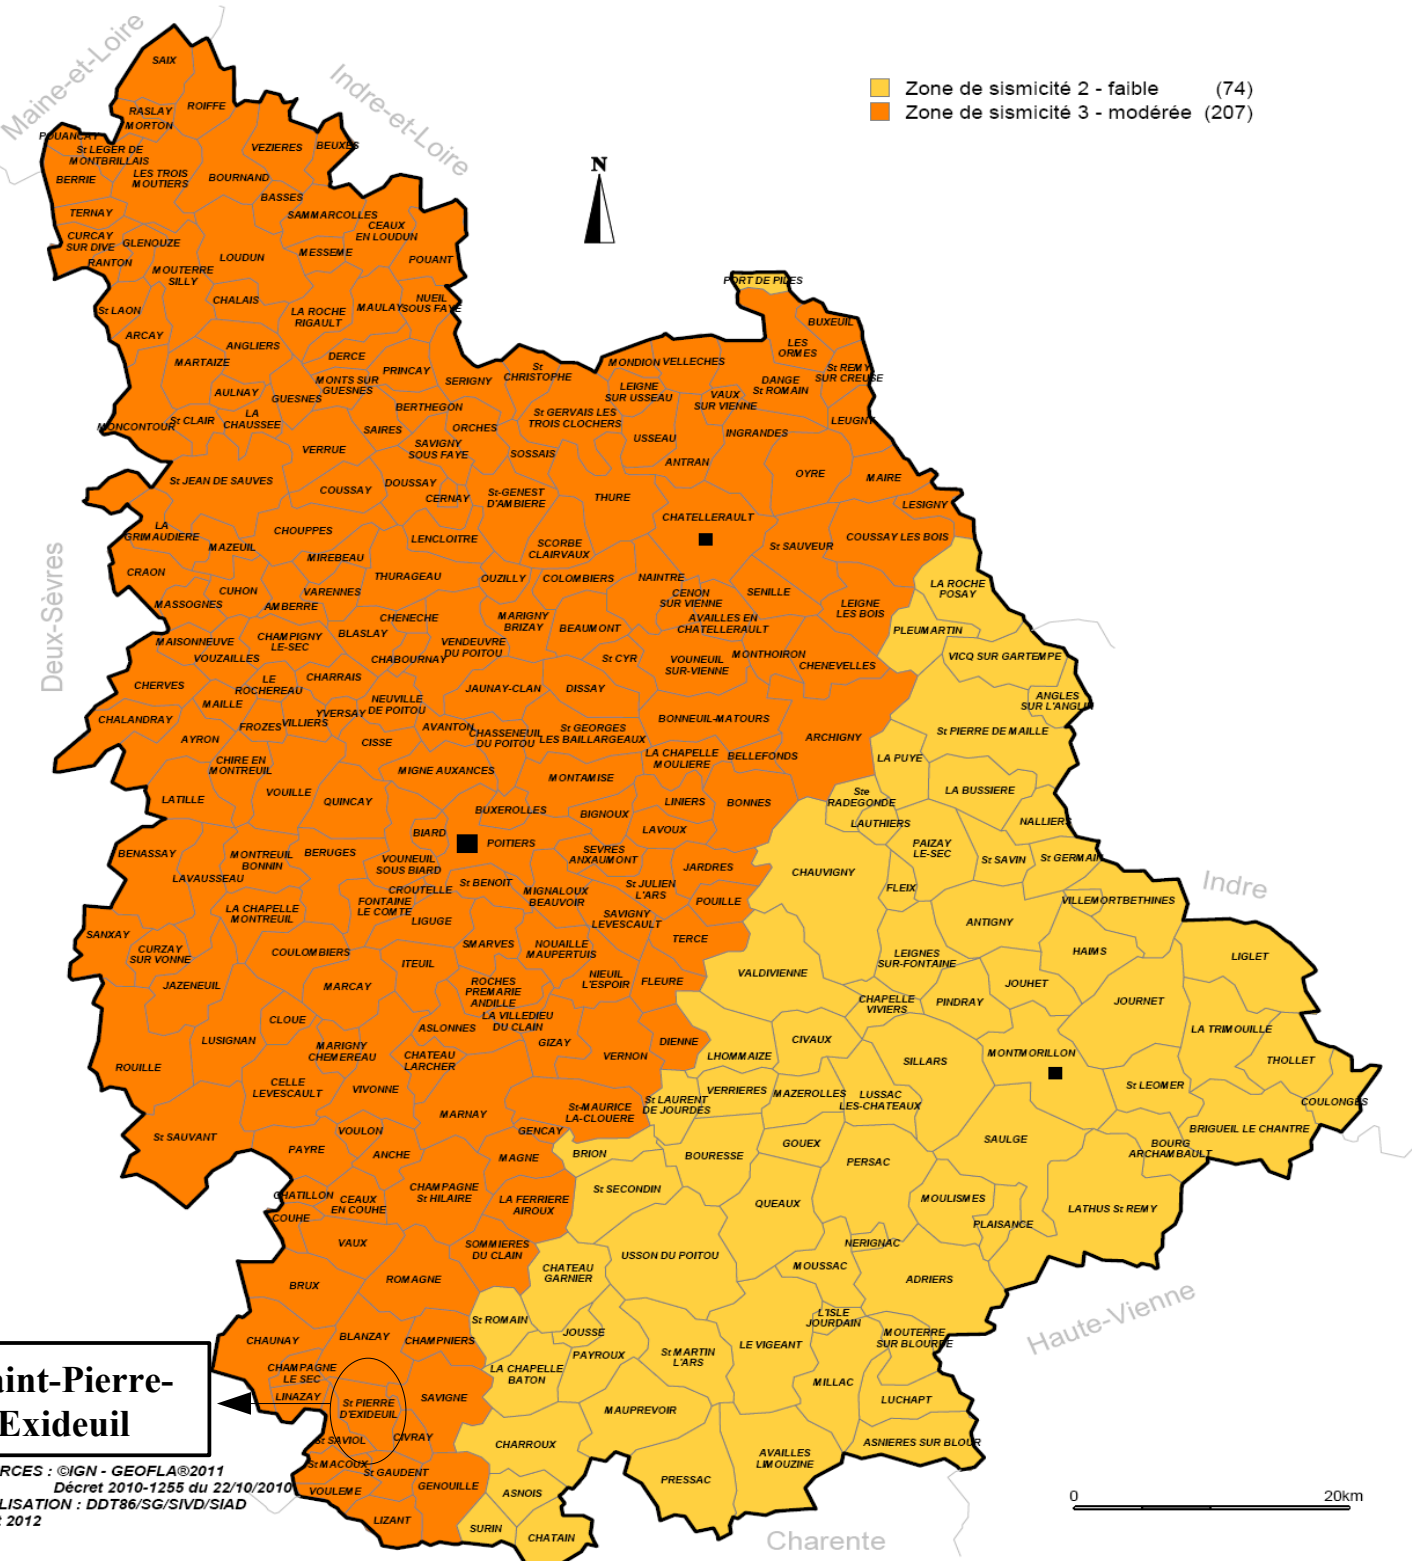 Maine-et-Loire
Indre-et-Loire
Zone de sismicité 2 - faible (74)
Zone de sismicité 3 - modérée (207)
N
SAIX
RASLAY
MORTON
ROIFFE
POUANCAY
St LEGER DE
MONTBRILLAIS
VEZIERES
BEUXES
BERRIE
LES TROIS
MOUTIERS
BOURNAND
BASSES
TERNAY
SAMMARCOLLES
CEAUX
EN LOUDUN
CURCAY
SUR DIVE
GLENOUZE
RANTON
MOUTERRE
SILLY
LOUDUN
MESSEME
POUANT
St LAON
CHALAIS
LA ROCHE
RIGAULT
MAULAY
NUEIL
SOUS FAYE
PORT DE PILES
ARCAY
ANGLIERS
MARTAIZE
DERCE
PRINCAY
MONTS SUR
GUESNES
SERIGNY
St
CHRISTOPHE
MONDION
VELLECHES
LES
ORMES
BUXEUIL
St REMY
SUR CREUSE
AULNAY
GUESNES
LEIGNE
SUR USSEAU
VAUX
SUR VIENNE
DANGE
St ROMAIN
MONCONTOUR
St CLAIR
LA
CHAUSSEE
BERTHEGON
St GERVAIS LES
TROIS CLOCHERS
LEUGNY
SAIRES
ORCHES
USSEAU
INGRANDES
VERRUE
SAVIGNY
SOUS FAYE
SOSSAIS
ANTRAN
OYRE
MAIRE
St JEAN DE SAUVES
COUSSAY
DOUSSAY
CERNAY
St-GENEST
D'AMBIERE
THURE
LESIGNY
CHATELLERAULT
LA
GRIMAUDIERE
MAZEUIL
CHOUPPES
MIREBEAU
LENCLOITRE
SCORBE
CLAIRVAUX
St SAUVEUR
COUSSAY LES BOIS
CRAON
CUHON
VARENNES
THURAGEAU
OUZILLY
COLOMBIERS
NAINTRE
CENON
SUR VIENNE
SENILLE
LEIGNE
LES BOIS
LA ROCHE
POSAY
Deux-Sèvres
MASSOGNES
AMBERRE
CHENECHE
MARIGNY
BRIZAY
BEAUMONT
AVAILLES EN
CHATELLERAULT
PLEUMARTIN
MAISONNEUVE
CHAMPIGNY
LE-SEC
BLASLAY
VENDEUVRE
DU POITOU
VOUZAILLES
CHABOURNAY
St CYR
VOUNEUIL
SUR-VIENNE
MONTHOIRON
CHENEVELLES
VICQ SUR GARTEMPE
CHERVES
LE
ROCHEREAU
CHARRAIS
JAUNAY-CLAN
DISSAY
ANGLES
SUR L'ANGLIN
MAILLE
NEUVILLE
DE POITOU
YVERSAY
CHALANDRAY
FROZES
VILLIERS
AVANTON
CHASSENEUIL
DU POITOU
St GEORGES
LES BAILLARGEAUX
BONNEUIL-MATOURS
ARCHIGNY
St PIERRE DE MAILLE
AYRON
CISSE
LA CHAPELLE
MOULIERE
BELLEFONDS
LA PUYE
CHIRE EN
MONTREUIL
MIGNE AUXANCES
MONTAMISE
LATILLE
VOUILLE
QUINCAY
BUXEROLLES
BIGNOUX
LINIERS
BONNES
Ste
RADEGONDE
LA BUSSIERE
LAUTHIERS
NALLIERS
BIARD
POITIERS
LAVOUX
BENASSAY
MONTREUIL
BONNIN
BERUGES
VOUNEUIL
SOUS BIARD
SEVRES
ANXAUMONT
JARDRES
CHAUVIGNY
PAIZAY
LE-SEC
St SAVIN
St GERMAIN
LAVAUSSEAU
CROUTELLE
St BENOIT
MIGNALOUX
BEAUVOIR
St JULIEN
L'ARS
POUILLE
FLEIX
Indre
VILLEMORT
BETHINES
LA CHAPELLE
MONTREUIL
FONTAINE
LE COMTE
LIGUGE
SAVIGNY
LEVESCAULT
ANTIGNY
SANXAY
CURZAY
SUR VONNE
COULOMBIERS
SMARVES
NOUAILLE
MAUPERTUIS
TERCE
HAIMS
LIGLET
ITEUIL
LEIGNES
SUR-FONTAINE
JAZENEUIL
MARCAY
ROCHES
PREMARIE
ANDILLE
NIEUIL
L'ESPOIR
FLEURE
VALDIVIENNE
JOUHET
CHAPELLE
VIVIERS
PINDRAY
JOURNET
CLOUE
ASLONNES
LA VILLEDIEU
DU CLAIN
LUSIGNAN
MARIGNY
CHEMEREAU
CHATEAU
LARCHER
GIZAY
VERNON
DIENNE
LHOMMAIZE
CIVAUX
SILLARS
MONTMORILLON
LA TRIMOUILLE
THOLLET
ROUILLE
CELLE
LEVESCAULT
VIVONNE
VERRIERES
MAZEROLLES
LUSSAC
LES-CHATEAUX
St LEOMER
COULONGES
MARNAY
St-MAURICE
LA-CLOUERE
St LAURENT
DE JOURDES
St SAUVANT
VOULON
GENCAY
GOUEX
SAULGE
BOURG
ARCHAMBAULT
BRIGUEIL LE CHANTRE
PAYRE
ANCHE
MAGNE
BRION
BOURESSE
PERSAC
CHATILLON
CEAUX
EN COUHE
CHAMPAGNE
St HILAIRE
LA FERRIERE
AIROUX
St SECONDIN
QUEAUX
MOULISMES
LATHUS St REMY
COUHE
PLAISANCE
VAUX
SOMMIERES
DU CLAIN
USSON DU POITOU
NERIGNAC
BRUX
ROMAGNE
CHATEAU
GARNIER
MOUSSAC
ADRIERS
Haute-Vienne
CHAUNAY
BLANZAY
CHAMPNIERS
St ROMAIN
JOUSSE
L'ISLE
JOURDAIN
MOUTERRE
SUR BLOURDE
PAYROUX
St MARTIN
L'ARS
LE VIGEANT
CHAMPAGNE
LE SEC
LA CHAPELLE
BATON
MILLAC
aint-Pierre-
Exideuil
LINAZAY
St PIERRE
D'EXIDEUIL
SAVIGNE
MAUPREVOIR
LUCHAPT
St SAVIOL
CIVRAY
CHARROUX
ASNIERES SUR BLOUR
St MACOUX
St GAUDENT
AVAILLES
LIMOUZINE
PRESSAC
VOULEME
GENOUILLE
ASNOIS
LIZANT
SURIN
CHATAIN
Charente
RCES : ©IGN - GEOFLA®2011
Décret 2010-1255 du 22/10/2010
LISATION : DDT86/SG/SIVD/SIAD
t 2012
0 20km